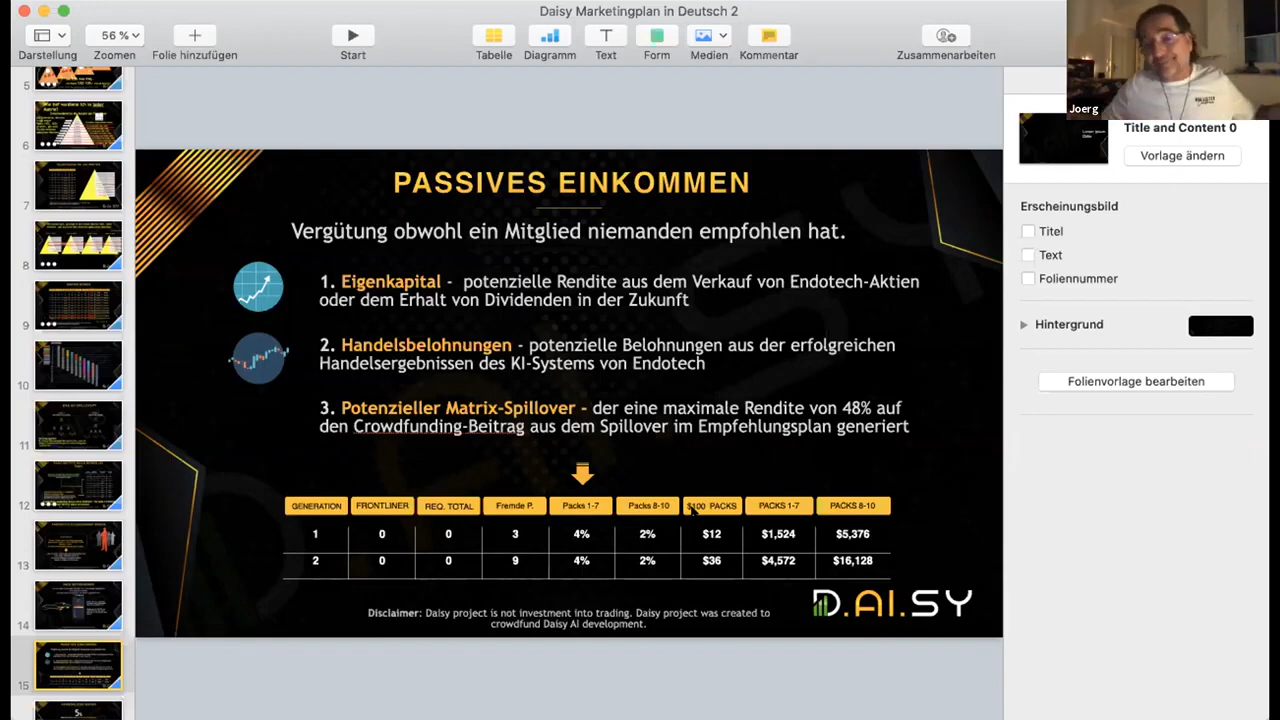 Daisy Marketingplan in Deutsch 2
56 %
Darstellung
Zoomen
Folie hinzufügen
Start
Tabelle
Diagramm
Text
Form
Medien
Kommentar
Zusammenarbeiten
Joerg
5
6
7
8
9
10
11
12
13
14
15
PASSIVES EINKOMMEN
Vergütung obwohl ein Mitglied niemanden empfohlen hat.
1. Eigenkapital - potenzielle Rendite aus dem Verkauf von Endotech-Aktien
oder dem Erhalt von Dividenden in der Zukunft
2. Handelsbelohnungen - potenzielle Belohnungen aus der erfolgreichen
Handelsergebnissen des KI-Systems von Endotech
3. Potenzieller Matrix-Spillover - der eine maximale Rendite von 48% auf
den Crowdfunding-Beitrag aus dem Spillover im Empfehlungsplan generiert
GENERATION FRONTLINER REQ. TOTAL Fremde P. Packs 1-7 Packs 8-10 $100 PACKS PACKS 1-7 PACKS 8-10
1 0 0 3 4% 2% $12 $1,524 $5,376
2 0 0 9 4% 2% $36 $4,572 $16,128
Disclaimer: Daisy project is not investment into trading. Daisy project was created to
crowdfund Daisy AI development.
D.AI.SY
Title and Content 0
Vorlage ändern
Erscheinungsbild
Titel
Text
Foliennummer
Hintergrund
Folienvorlage bearbeiten